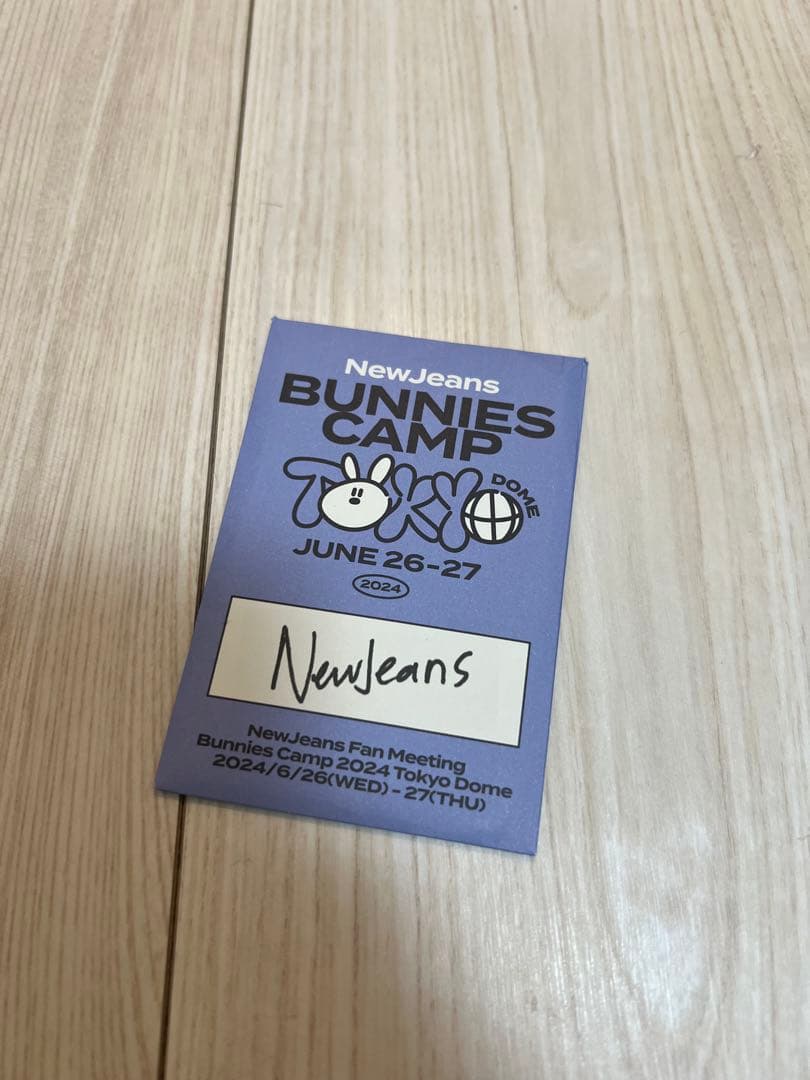 NewJeans
BUNNIES
CAMP
TOKYO
DOME
JUNE 26-27
2024
NewJeans
NewJeans Fan Meeting
Bunnies Camp 2024 Tokyo Dome
2024/6/26(WED) - 27(THU)